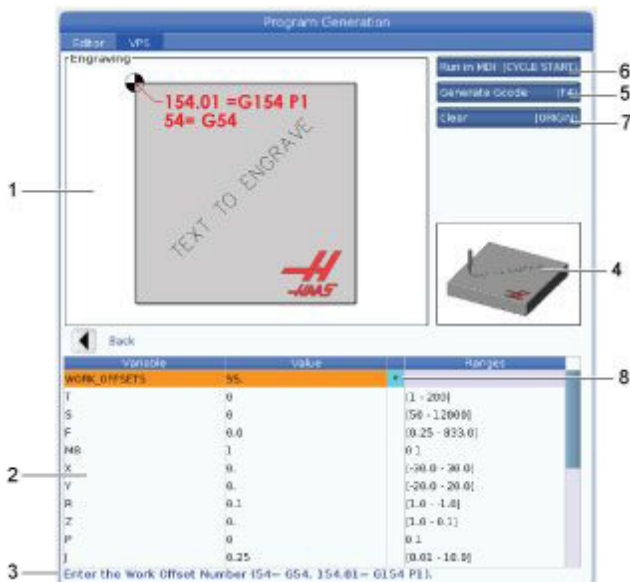 Program Generation
Editor VPS
Engraving
Run in MDI [CYCLE START]
6
Generate Gcode [F4]
5
Clear [ORIGIN]
7
154.01 =G154 P1
54= G54
TEXT TO ENGRAVE
HAAS
1
4
Back
Variable Value Ranges
WORK_OFFSETS 55. *
8
T 0 [1 - 200]
S 0 [50 - 12000]
F 0.0 [0.25 - 833.0]
M8 1 0 1
X 0. [-30.0 - 30.0]
2
Y 0. [-20.0 - 20.0]
R 0.1 [1.0 - -1.0]
Z 0. [1.0 - 0.1]
P 0 0 1
J 0.25 [0.01 - 10.0]
3
Enter the Work Offset Number (54= G54, 154.01= G154 P1).